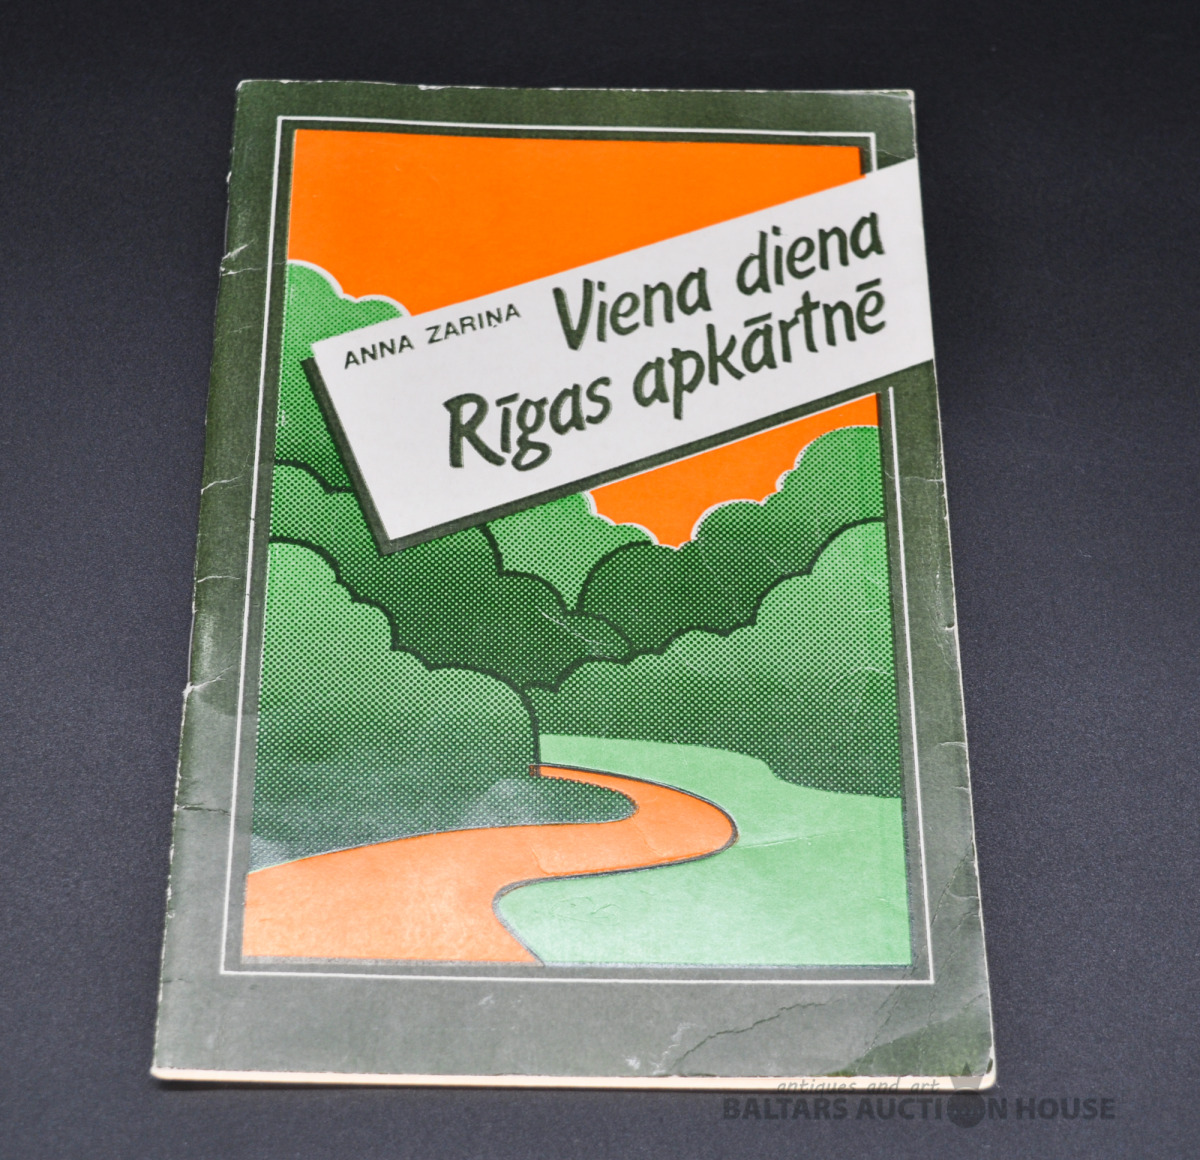 ANNA ZARIŅA
Viena diena
Rīgas apkārtnē
antiques and art
BALTARS AUCTION HOUSE